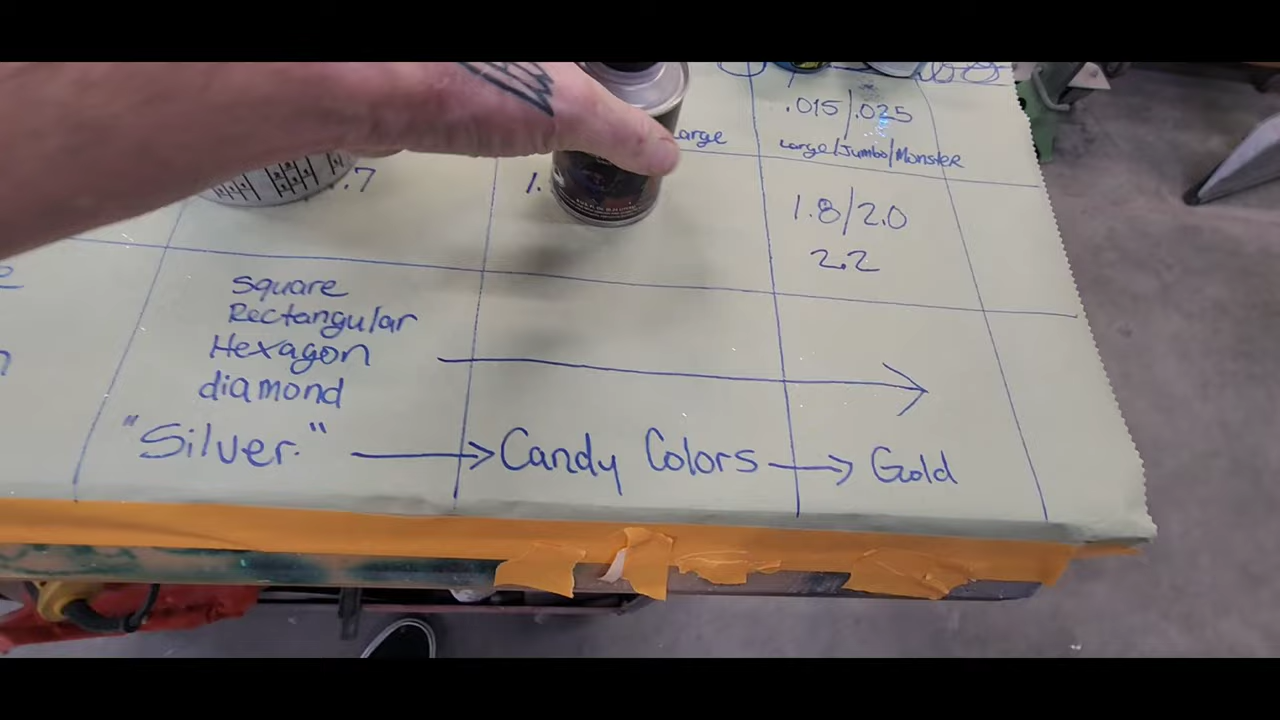 .015/.025
Large/Jumbo/Monster
.7
1.
1.8/2.0
2.2
Square
Rectangular
Hexagon
diamond
"Silver." → Candy Colors → Gold